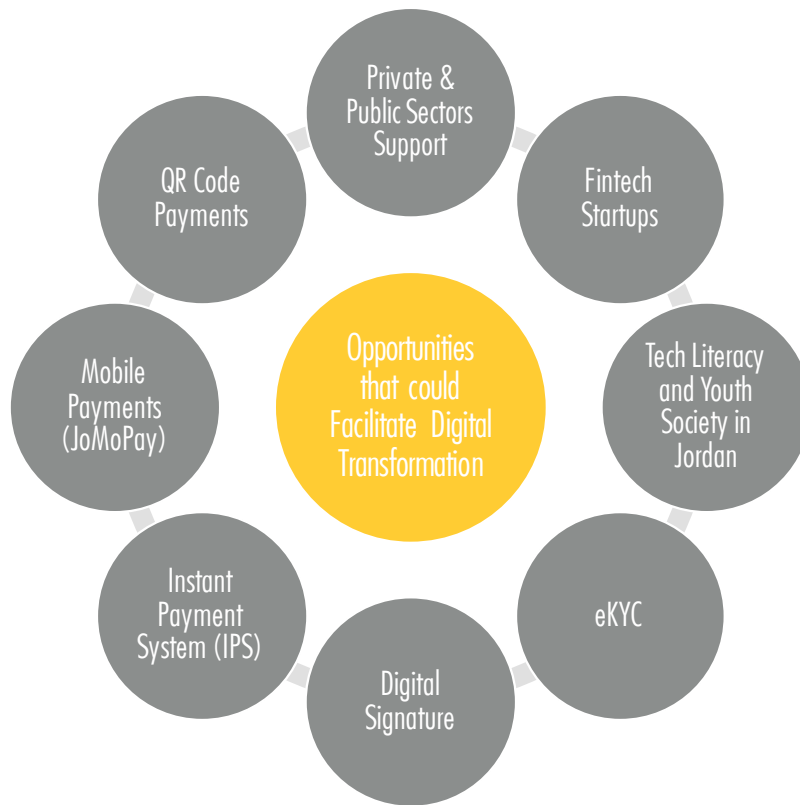 Private &
Public Sectors
Support
Fintech
Startups
Tech Literacy
and Youth
Society in
Jordan
eKYC
Digital
Signature
Instant
Payment
System (IPS)
Mobile
Payments
(JoMoPay)
QR Code
Payments
Opportunities
that could
Facilitate Digital
Transformation